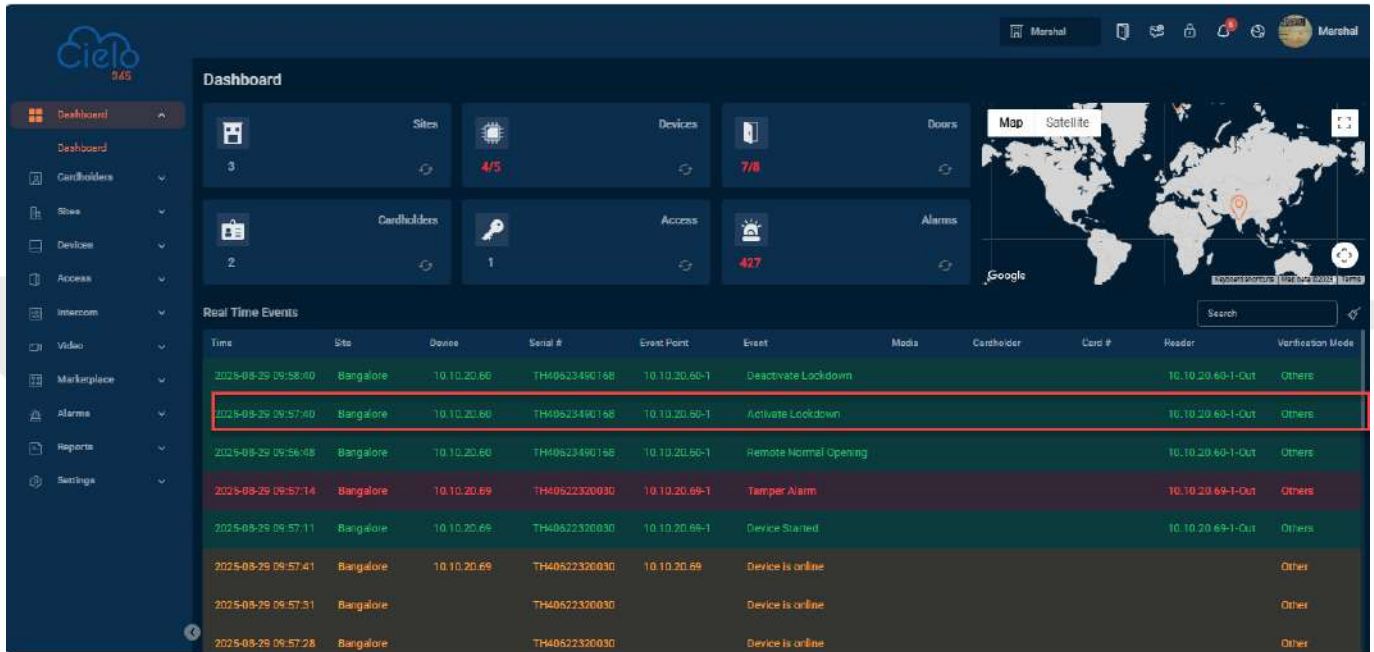 Cielo
365
Marshal
Marshal
Dashboard
Dashboard
Dashboard
Cardholders
Sites
Devices
Access
Intercom
Video
Marketplace
Alarms
Reports
Settings
Sites
3
Devices
4/5
Doors
7/8
Cardholders
2
Access
1
Alarms
427
Map Satellite
Google
Keyboard shortcuts Map data ©2025 Terms
Real Time Events
Search
Time Site Device Serial # Event Point Event Media Cardholder Card # Reader Verification Mode
2025-08-29 09:58:40 Bangalore 10.10.20.60 TH40623490168 10.10.20.60-1 Deactivate Lockdown 10.10.20.60-1-Out Others
2025-08-29 09:57:40 Bangalore 10.10.20.60 TH40623490168 10.10.20.60-1 Activate Lockdown 10.10.20.60-1-Out Others
2025-08-29 09:56:48 Bangalore 10.10.20.60 TH40623490168 10.10.20.60-1 Remote Normal Opening 10.10.20.60-1-Out Others
2025-08-29 09:57:14 Bangalore 10.10.20.69 TH40622320030 10.10.20.69-1 Tamper Alarm 10.10.20.69-1-Out Others
2025-08-29 09:57:11 Bangalore 10.10.20.69 TH40622320030 10.10.20.69-1 Device Started 10.10.20.69-1-Out Others
2025-08-29 09:57:41 Bangalore 10.10.20.69 TH40622320030 10.10.20.69 Device is online Other
2025-08-29 09:57:31 Bangalore TH40622320030 Device is online Other
2025-08-29 09:57:28 Bangalore TH40622320030 Device is online Other